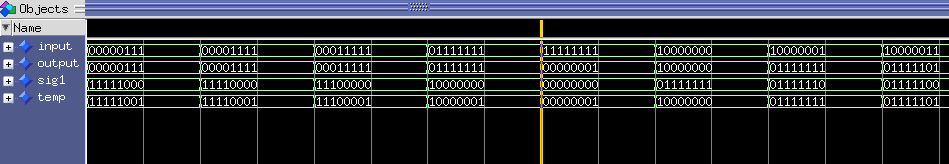 Objects
Name
input 00000111 00001111 00011111 01111111 11111111 10000000 10000001 10000011
output 00000111 00001111 00011111 01111111 00000001 10000000 01111111 01111101
sig1 11111000 11110000 11100000 10000000 00000000 01111111 01111110 01111100
temp 11111001 11110001 11100001 10000001 00000001 10000000 01111111 01111101